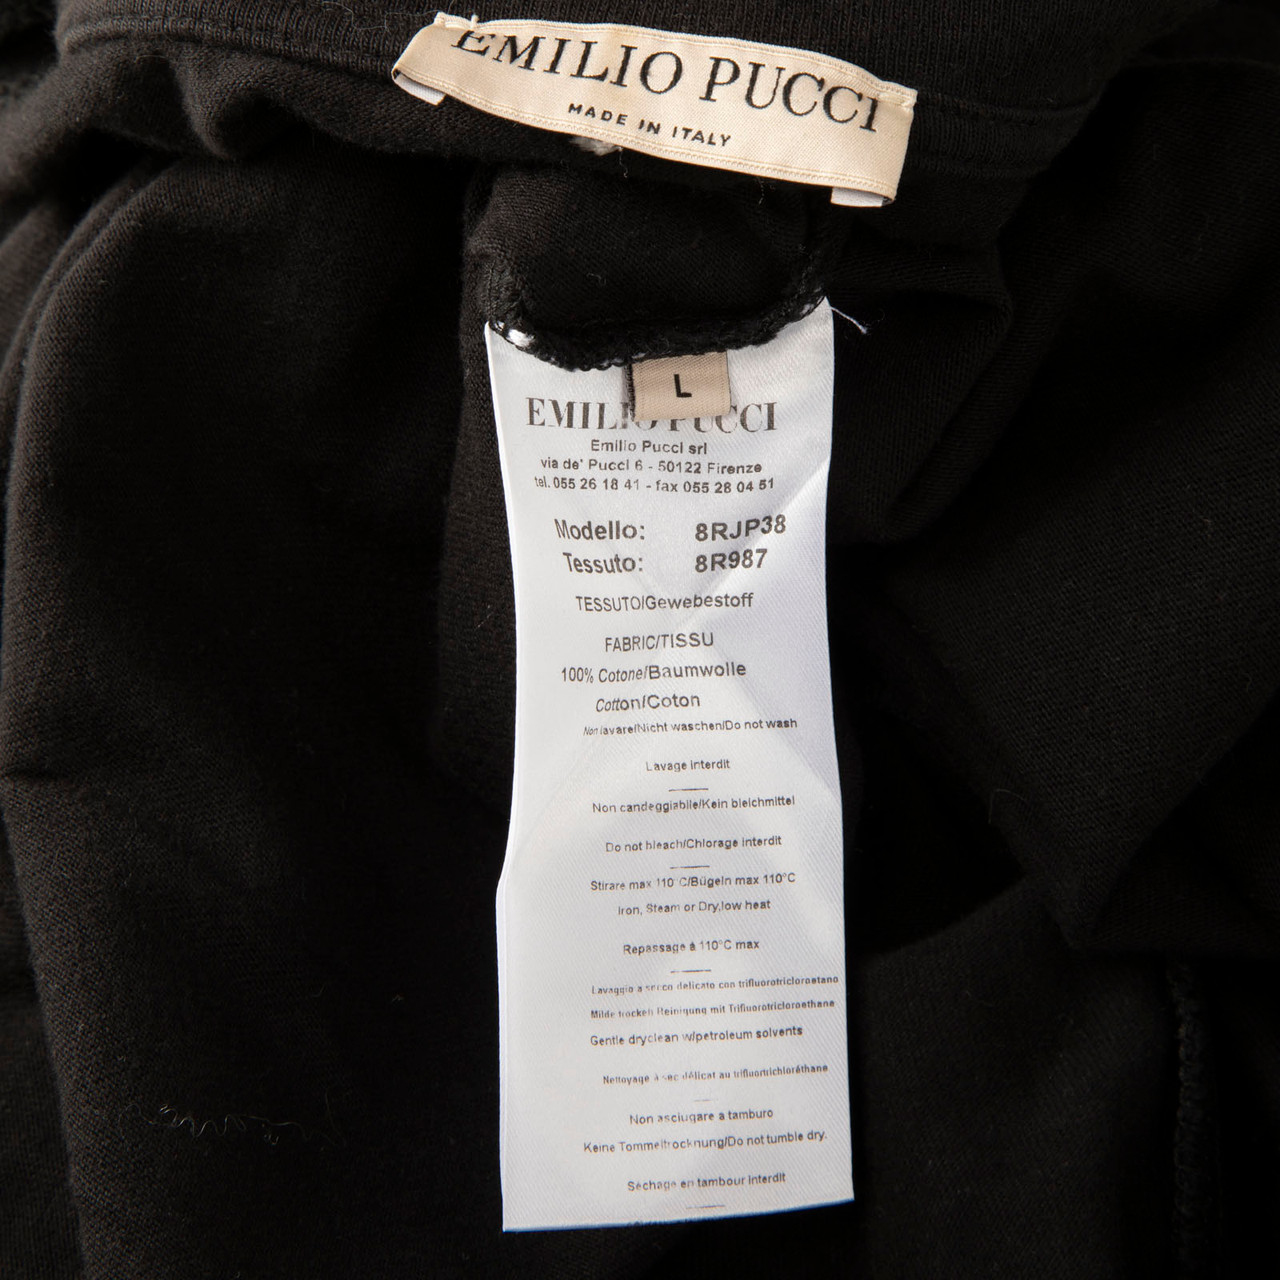 EMILIO PUCCI
MADE IN ITALY
L
EMILIO PUCCI
Emilio Pucci srl
via de' Pucci 6 - 50122 Firenze
tel. 055 26 18 41 - fax 055 28 04 51
Modello: 8RJP38
Tessuto: 8R987
TESSUTO/Gewebestoff
FABRIC/TISSU
100% Cotone/Baumwolle
Cotton/Coton
Non lavare/Nicht waschen/Do not wash
Lavage interdit
Non candeggiabile/Kein bleichmittel
Do not bleach/Chlorage interdit
Stirare max 110°C/Bügeln max 110°C
Iron, Steam or Dry,low heat
Repassage à 110°C max
Lavaggio a secco delicato con trifluorotricloroetano
Milde trockeh Reinigung mit Trifluorotricloroethane
Gentle dryclean w/petroleum solvents
Nettoyage à sec délicat au trifluortrichloréthane
Non asciugare a tamburo
Keine Tommeltrocknung/Do not tumble dry.
Séchage en tambour interdit